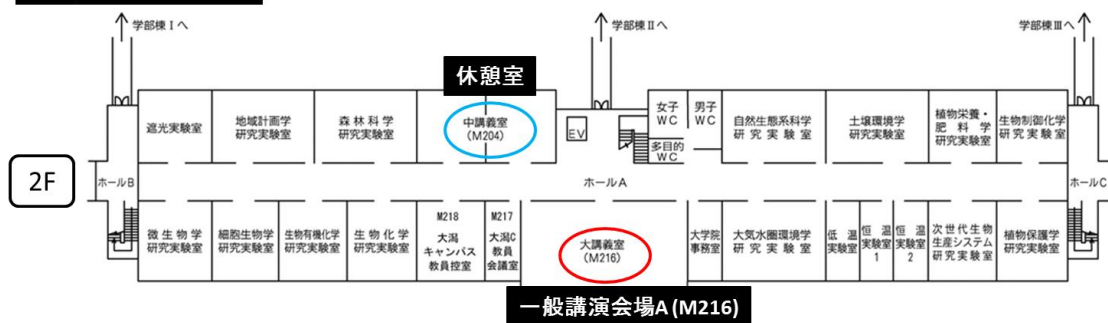 学部棟Ⅰへ
学部棟Ⅱへ
学部棟Ⅲへ
休憩室
遮光実験室
地域計画学
研究実験室
森林科学
研究実験室
中講義室
(M204)
EV
女子
WC
男子
WC
多目的
WC
自然生態系科学
研究実験室
土壌環境学
研究実験室
植物栄養・
肥料学
研究実験室
生物制御化学
研究実験室
2F
ホールB
ホールA
ホールC
微生物学
研究実験室
細胞生物学
研究実験室
生物有機化学
研究実験室
生物化学
研究実験室
M218
大潟
キャンパス
教員控室
M217
大潟C
教員
会議室
大講義室
(M216)
大学院
事務室
大気水圏環境学
研究実験室
低温
実験室
恒温
実験室
1
恒温
実験室
2
次世代生物
生産システム
研究実験室
植物保護学
研究実験室
一般講演会場A(M216)